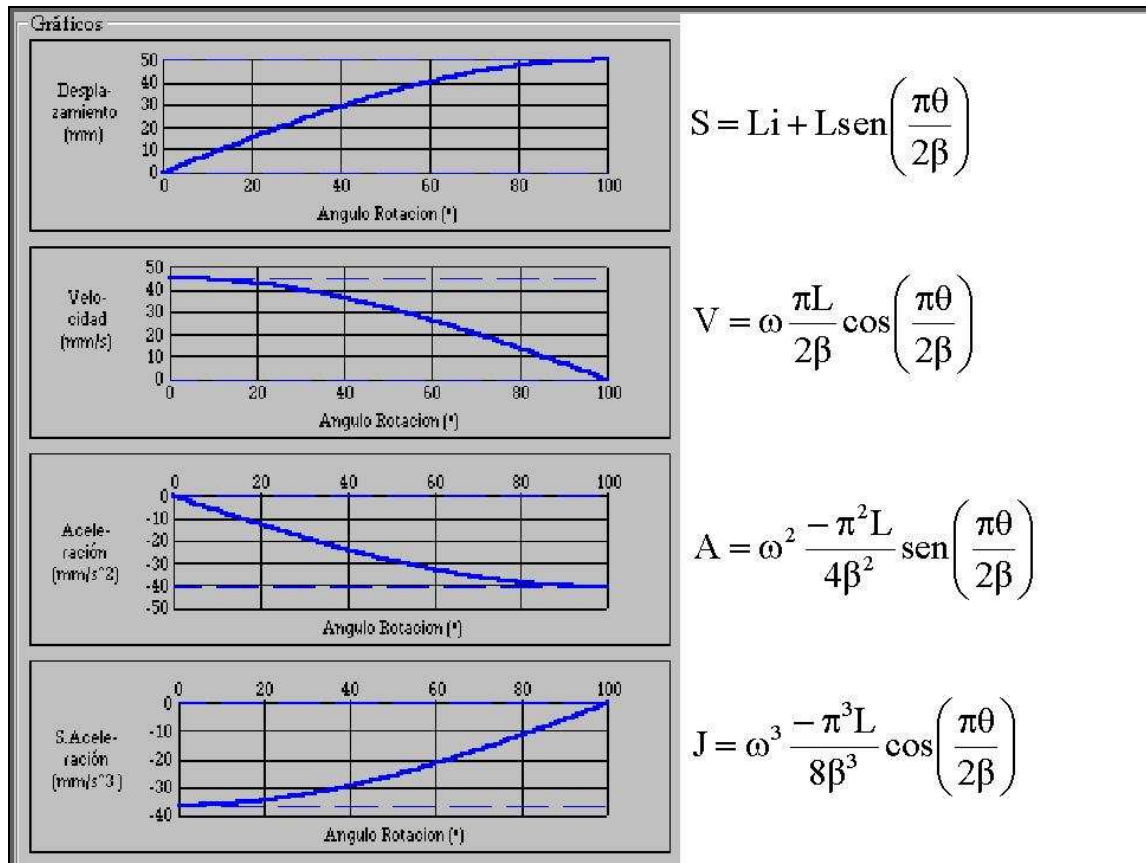 Gráficos
Despla-
zamiento
(mm)
50
40
30
20
10
0
0 20 40 60 80 100
Angulo Rotacion (°)
S = Li + Lsen(πθ/2β)
Velo-
cidad
(mm/s)
50
40
30
20
10
0
0 20 40 60 80 100
Angulo Rotacion (°)
V = ω πL/2β cos(πθ/2β)
Acele-
ración
(mm/s^2)
0 20 40 60 80 100
0
-10
-20
-30
-40
-50
Angulo Rotacion (°)
A = ω² -π²L/4β² sen(πθ/2β)
S.Acele-
ración
(mm/s^3)
0 20 40 60 80 100
0
-10
-20
-30
-40
Angulo Rotacion (°)
J = ω³ -π³L/8β³ cos(πθ/2β)